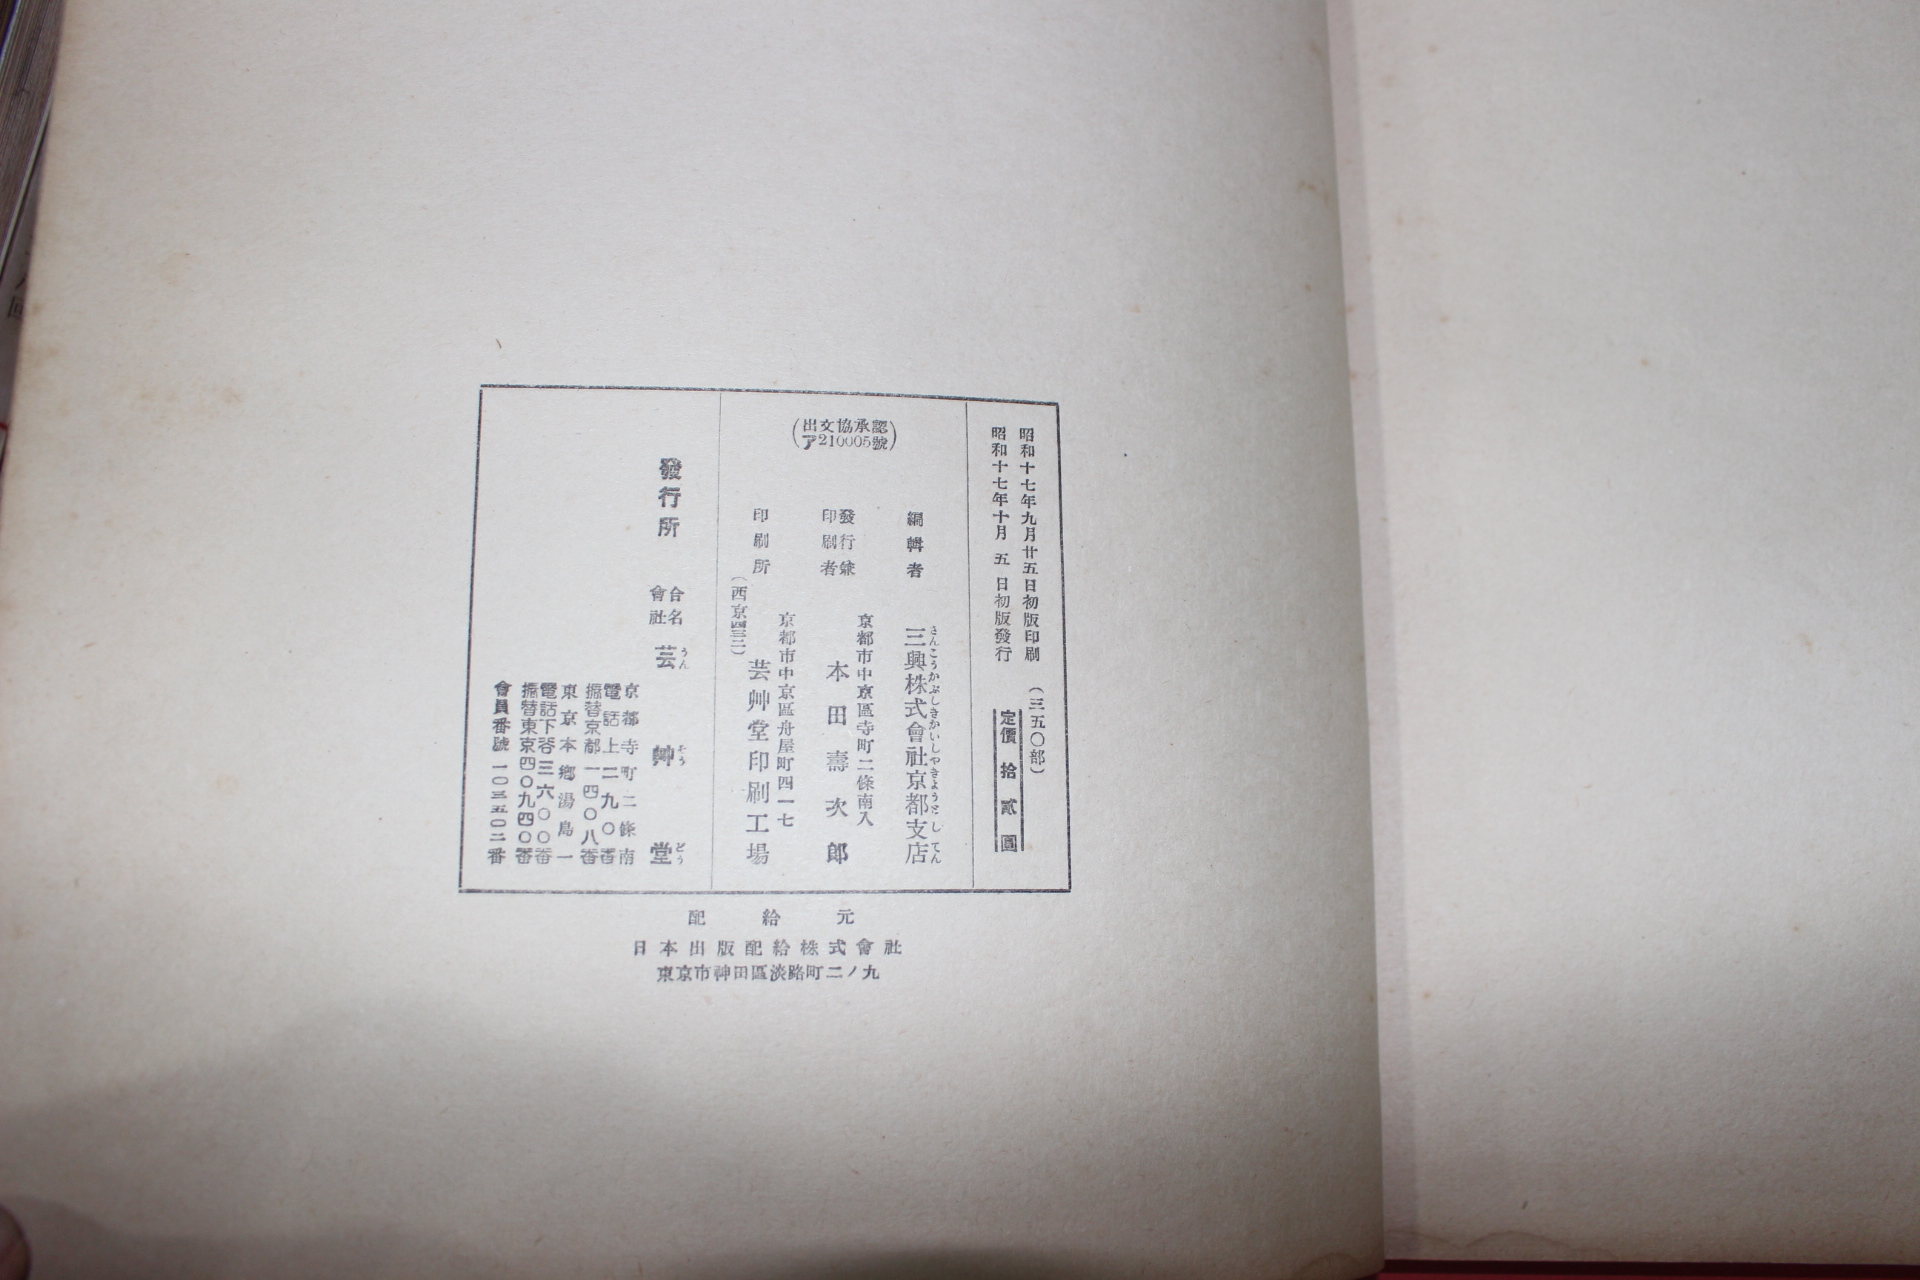 昭和十七年九月廿五日初版印刷
昭和十七年十月五日初版發行
(三五〇部)
定價拾貳圓
(出文協承認
ア210005號)
編輯者
三興株式會社京都支店
さんこうかぶしきかいしやきようとしてん
發行兼
印刷者
京都市中京區寺町二條南入
本田壽次郎
印刷所
京都市中京區舟屋町四一七
芸艸堂印刷工場
(西京四三二)
發行所
合名
會社
芸艸堂
うんそうどう
京都寺町二條南
電話上二九〇番
振替京都一四〇八番
東京本鄕湯島一
電話下谷三六〇〇番
振替東京四〇九四〇番
會員番號一〇三五〇二番
配給元
日本出版配給株式會社
東京市神田區淡路町二ノ九